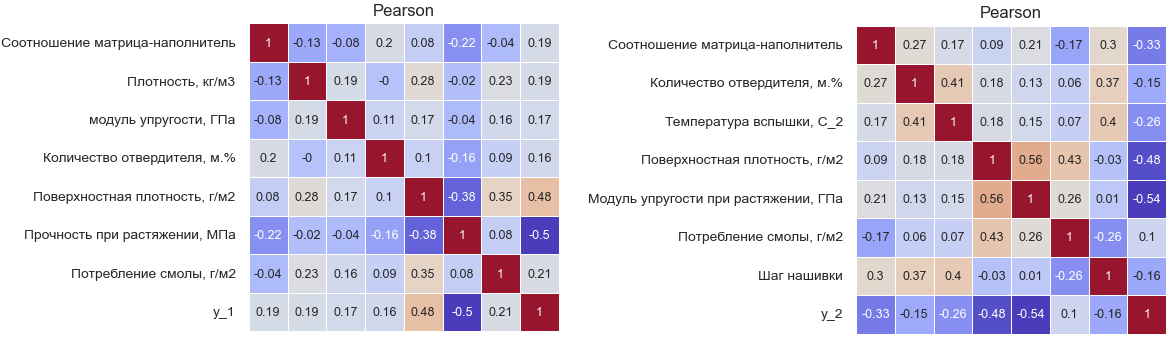 Pearson
Соотношение матрица-наполнитель 1 -0.13 -0.08 0.2 0.08 -0.22 -0.04 0.19
Плотность, кг/м3 -0.13 1 0.19 -0 0.28 -0.02 0.23 0.19
модуль упругости, ГПа -0.08 0.19 1 0.11 0.17 -0.04 0.16 0.17
Количество отвердителя, м.% 0.2 -0 0.11 1 0.1 -0.16 0.09 0.16
Поверхностная плотность, г/м2 0.08 0.28 0.17 0.1 1 -0.38 0.35 0.48
Прочность при растяжении, МПа -0.22 -0.02 -0.04 -0.16 -0.38 1 0.08 -0.5
Потребление смолы, г/м2 -0.04 0.23 0.16 0.09 0.35 0.08 1 0.21
y_1 0.19 0.19 0.17 0.16 0.48 -0.5 0.21 1
Pearson
Соотношение матрица-наполнитель 1 0.27 0.17 0.09 0.21 -0.17 0.3 -0.33
Количество отвердителя, м.% 0.27 1 0.41 0.18 0.13 0.06 0.37 -0.15
Температура вспышки, С_2 0.17 0.41 1 0.18 0.15 0.07 0.4 -0.26
Поверхностная плотность, г/м2 0.09 0.18 0.18 1 0.56 0.43 -0.03 -0.48
Модуль упругости при растяжении, ГПа 0.21 0.13 0.15 0.56 1 0.26 0.01 -0.54
Потребление смолы, г/м2 -0.17 0.06 0.07 0.43 0.26 1 -0.26 0.1
Шаг нашивки 0.3 0.37 0.4 -0.03 0.01 -0.26 1 -0.16
y_2 -0.33 -0.15 -0.26 -0.48 -0.54 0.1 -0.16 1